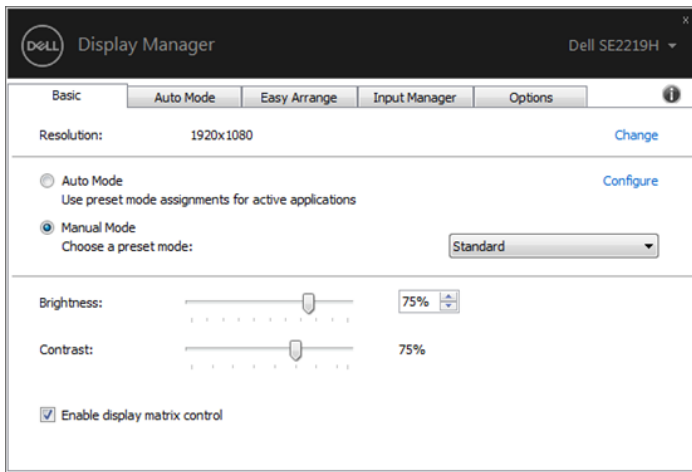 x
DELL Display Manager Dell SE2219H
Basic Auto Mode Easy Arrange Input Manager Options i
Resolution: 1920x1080 Change
Auto Mode Configure
Use preset mode assignments for active applications
Manual Mode
Choose a preset mode: Standard
Brightness: 75%
Contrast: 75%
Enable display matrix control